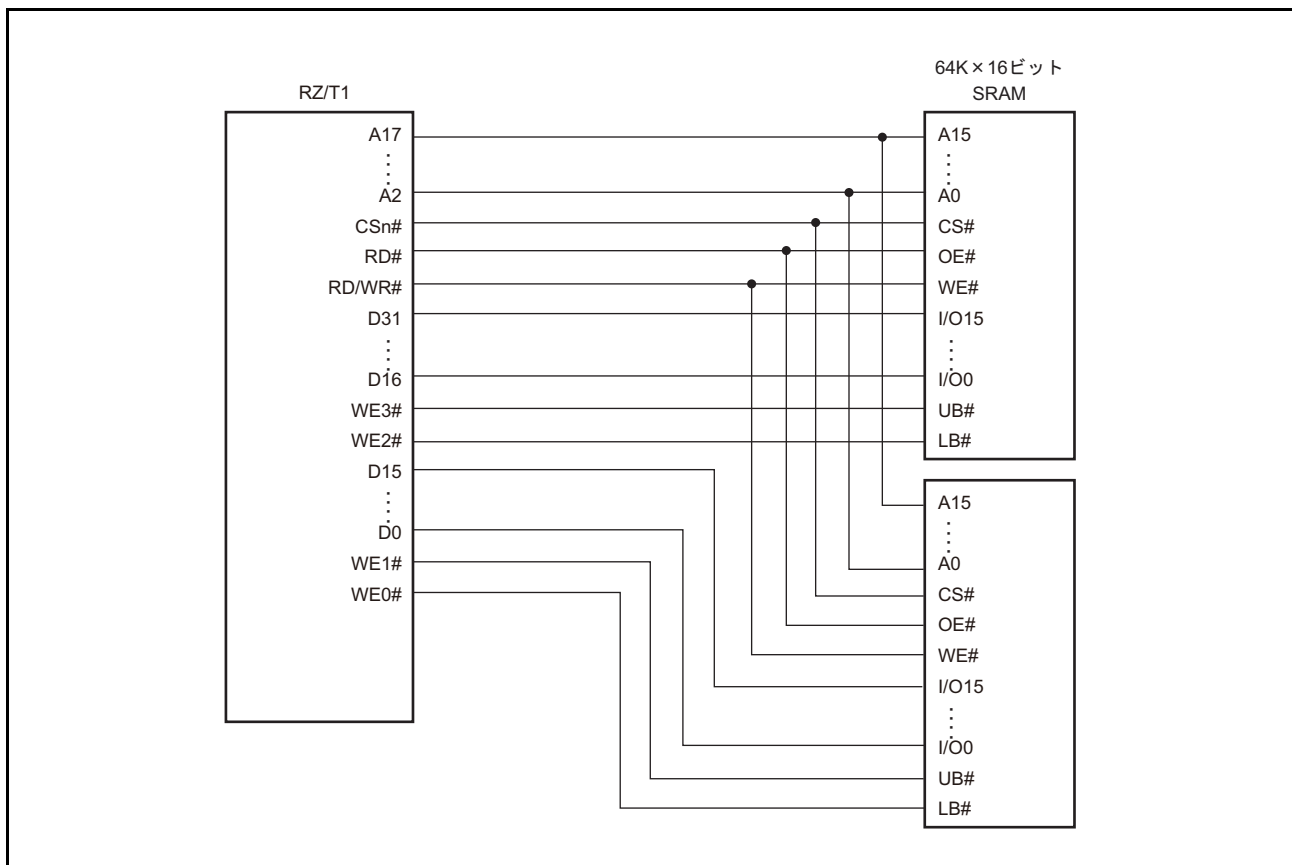 RZ/T1
A17
A2
CSn#
RD#
RD/WR#
D31
D16
WE3#
WE2#
D15
D0
WE1#
WE0#
64K×16ビット
SRAM
A15
A0
CS#
OE#
WE#
I/O15
I/O0
UB#
LB#
A15
A0
CS#
OE#
WE#
I/O15
I/O0
UB#
LB#